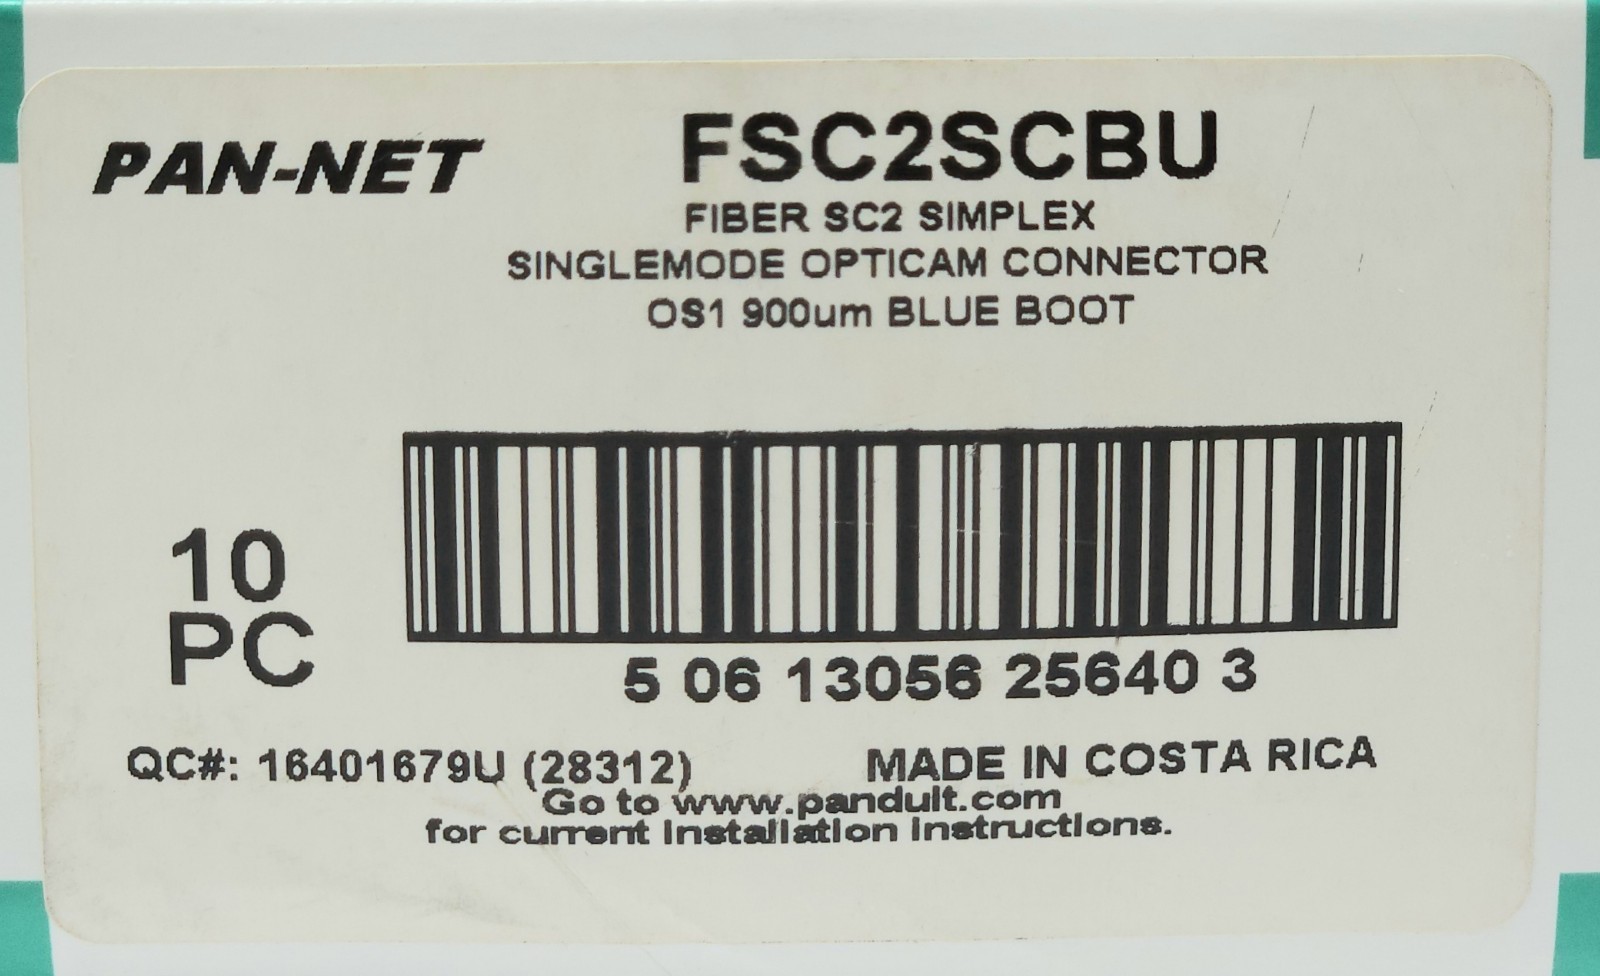 PAN-NET
FSC2SCBU
FIBER SC2 SIMPLEX
SINGLEMODE OPTICAM CONNECTOR
OS1 900um BLUE BOOT
10
PC
5 06 13056 25640 3
QC#: 16401679U (28312)
MADE IN COSTA RICA
Go to www.panduit.com
for current installation instructions.